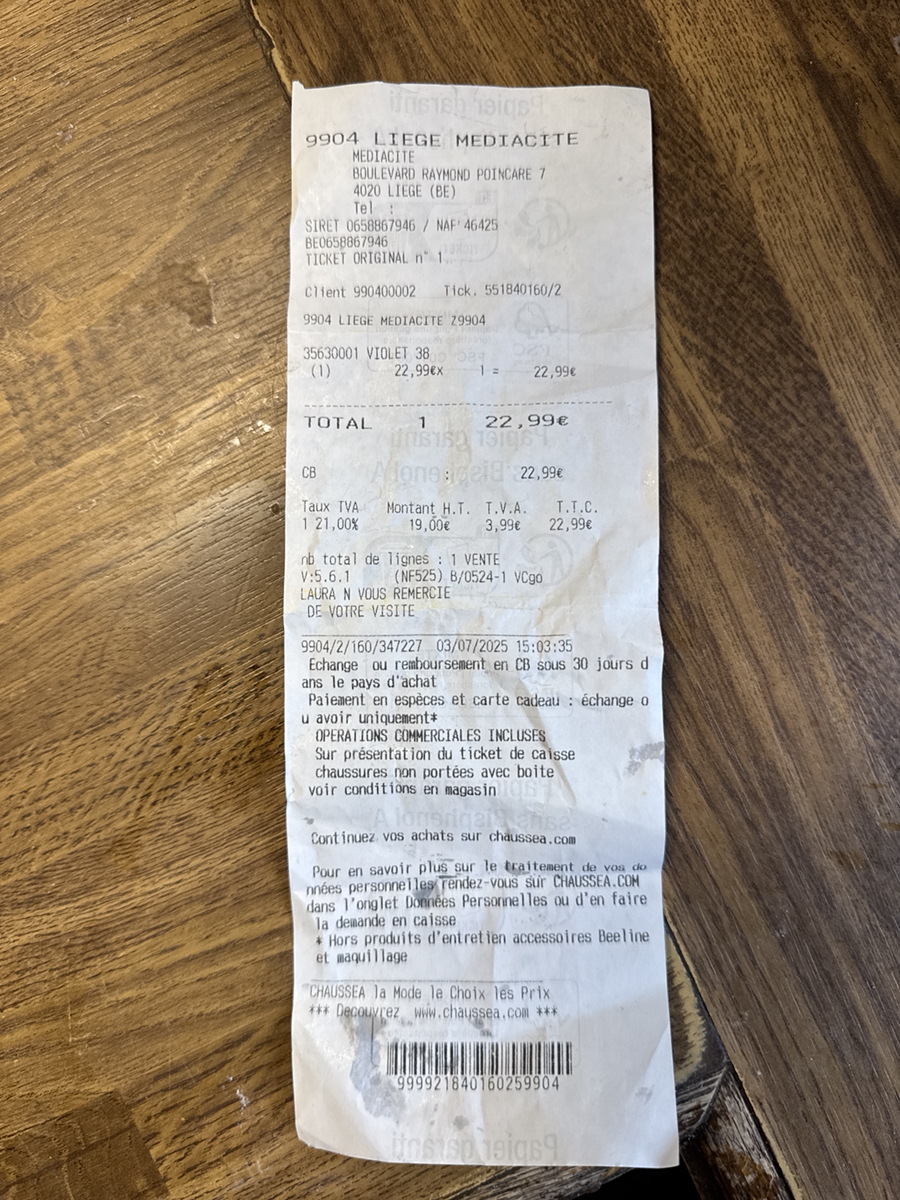 9904 LIEGE MEDIACITE
MEDIACITE
BOULEVARD RAYMOND POINCARE 7
4020 LIEGE (BE)
Tel :
SIRET 0658867946 / NAF 46425
BE0658867946
TICKET ORIGINAL n° 1
Client 990400002 Tick. 551840160/2
9904 LIEGE MEDIACITE Z9904
35630001 VIOLET 38
(1) 22,99€x 1 = 22,99€
TOTAL 1 22,99€
CB : 22,99€
Taux TVA Montant H.T. T.V.A. T.T.C.
1 21,00% 19,00€ 3,99€ 22,99€
nb total de lignes : 1 VENTE
V:5.6.1 (NF525) B/0524-1 VCgo
LAURA N VOUS REMERCIE
DE VOTRE VISITE
9904/2/160/347227 03/07/2025 15:03:35
Echange ou remboursement en CB sous 30 jours d
ans le pays d'achat
Paiement en espèces et carte cadeau : échange o
u avoir uniquement*
OPERATIONS COMMERCIALES INCLUSES
Sur présentation du ticket de caisse
chaussures non portées avec boîte
voir conditions en magasin
Continuez vos achats sur chaussea.com
Pour en savoir plus sur le traitement de vos do
nnées personnelles rendez-vous sur CHAUSSEA.COM
dans l'onglet Données Personnelles ou d'en faire
la demande en caisse
* Hors produits d'entretien accessoires Beeline
et maquillage
CHAUSSEA la Mode le Choix les Prix
*** Decouvrez www.chaussea.com ***
999921840160259904